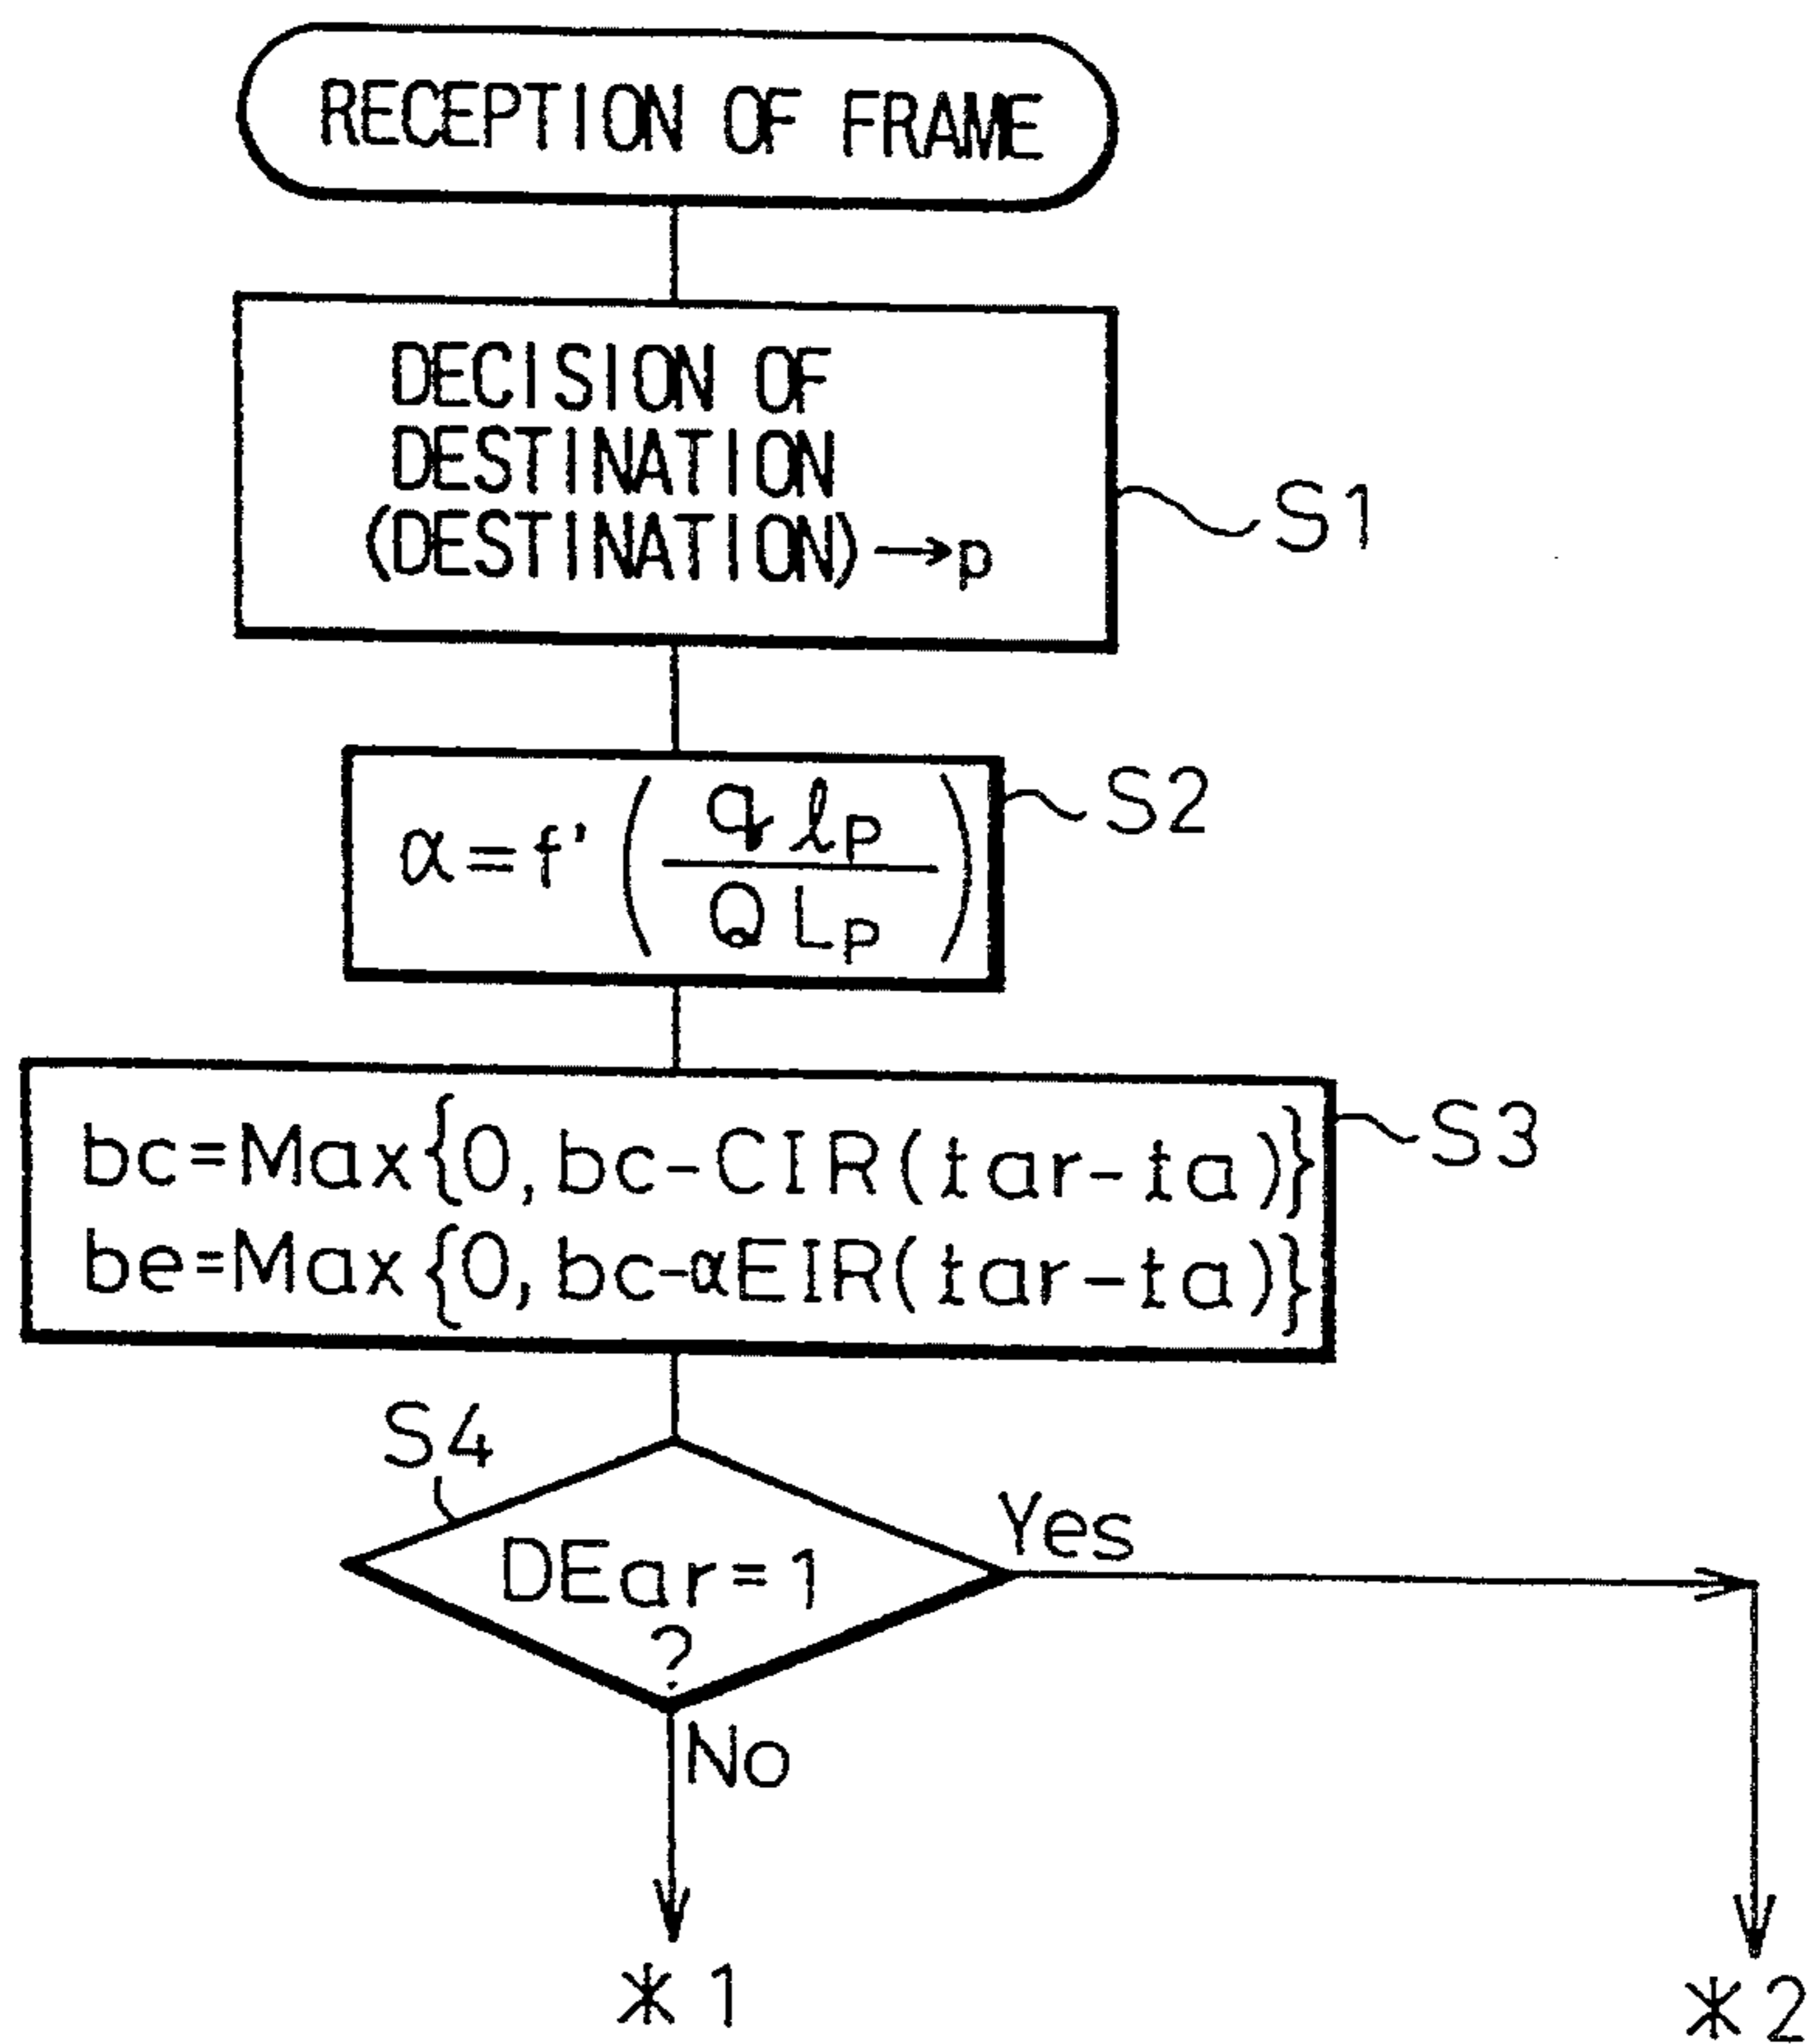 RECEPTION OF FRAME
DECISION OF
DESTINATION
(DESTINATION)→p
S1
α=f'(qℓp/QLp)
S2
bc=Max{0,bc-CIR(tar-ta)}
be=Max{0,bc-αEIR(tar-ta)}
S3
S4
DEar=1
?
Yes
No
*1
*2